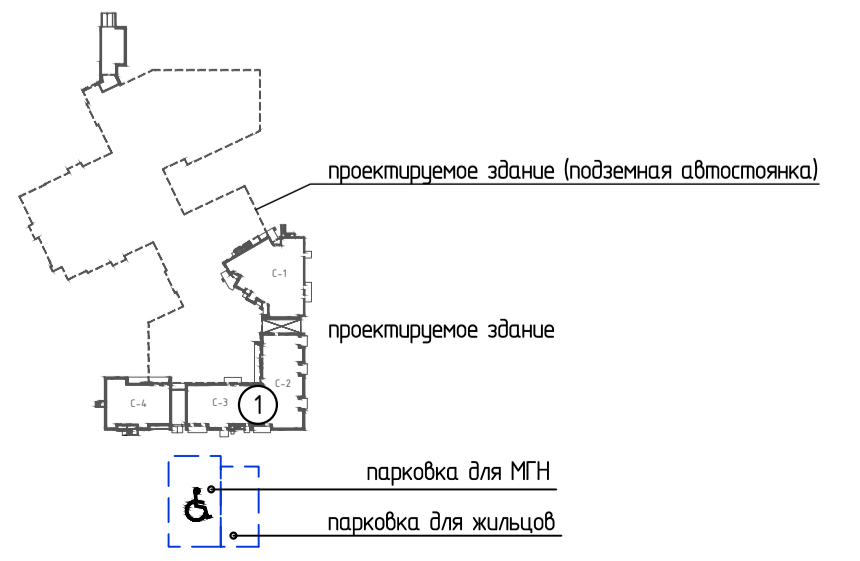 проектируемое здание (подземная автостоянка)
С-1
проектируемое здание
С-2
С-4
С-3
1
парковка для МГН
парковка для жильцов